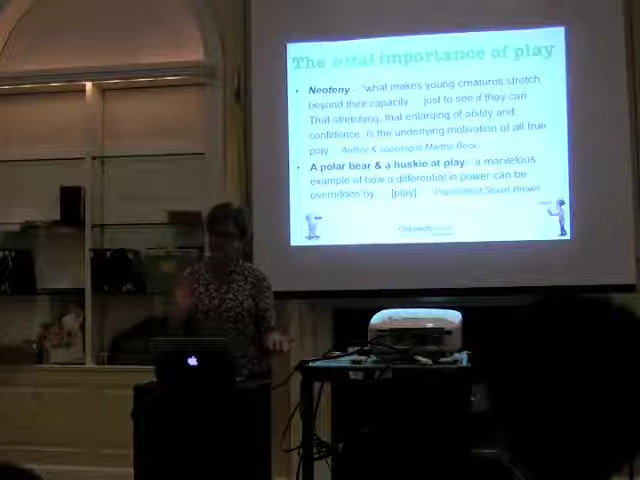 The vital importance of play
• Neoteny - "what makes young creatures stretch
beyond their capacity just to see if they can
That stretching, that enlarging of ability and
confidence is the underlying motivation of all true
play Author & sociologist Martha Beck
• A polar bear & a huskie at play a marvelous
example of how a differential in power can be
overridden by [play] Psychiatrist Stuart Brown